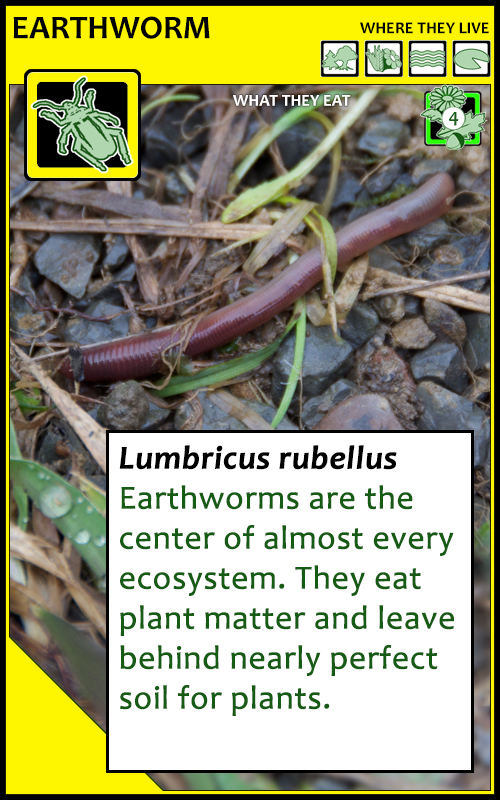 EARTHWORM
WHERE THEY LIVE
WHAT THEY EAT
4
Lumbricus rubellus
Earthworms are the
center of almost every
ecosystem. They eat
plant matter and leave
behind nearly perfect
soil for plants.